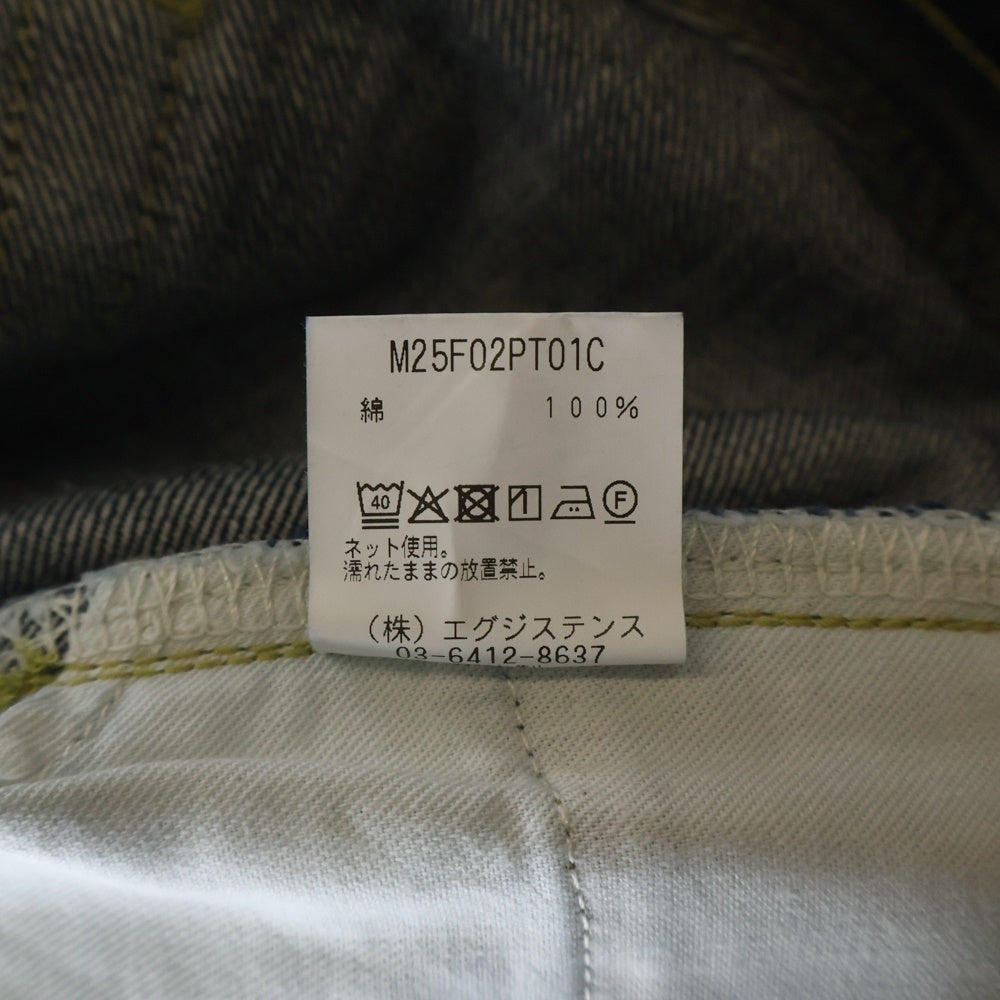 M25F02PT01C
綿 100%
40 F
ネット使用。
濡れたままの放置禁止。
（株）エグジステンス
03-6412-8637